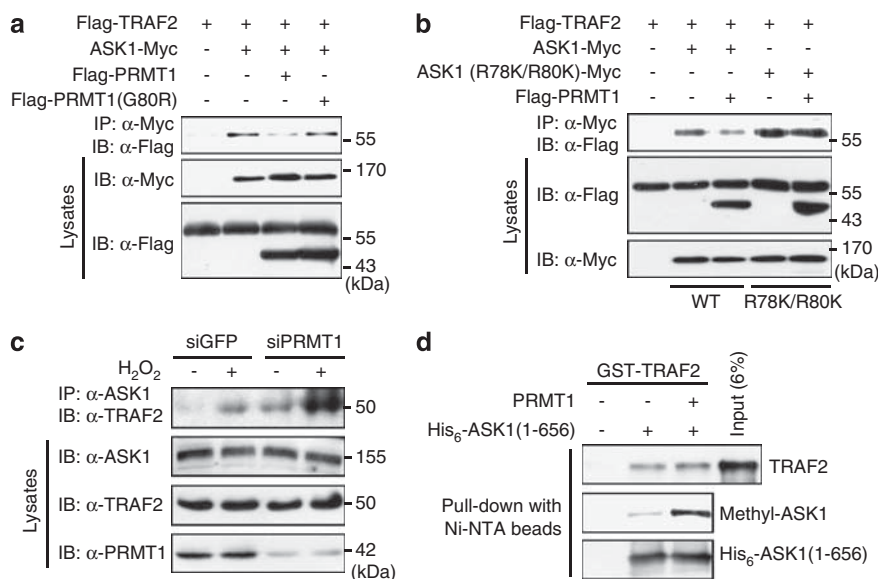 a
Flag-TRAF2 + + + +
ASK1-Myc - + + +
Flag-PRMT1 - - + -
Flag-PRMT1(G80R) - - - +
IP: α-Myc
IB: α-Flag
55
Lysates
IB: α-Myc
170
IB: α-Flag
55
43
(kDa)
b
Flag-TRAF2 + + + + +
ASK1-Myc - + + - -
ASK1 (R78K/R80K)-Myc - - - + +
Flag-PRMT1 - - + - +
IP: α-Myc
IB: α-Flag
55
Lysates
IB: α-Flag
55
43
IB: α-Myc
170
(kDa)
WT R78K/R80K
c
siGFP siPRMT1
H2O2 - + - +
IP: α-ASK1
IB: α-TRAF2
50
Lysates
IB: α-ASK1
155
IB: α-TRAF2
50
IB: α-PRMT1
42
(kDa)
d
GST-TRAF2
Input (6%)
PRMT1 - - +
His6-ASK1(1-656) - + +
Pull-down with
Ni-NTA beads
TRAF2
Methyl-ASK1
His6-ASK1(1-656)